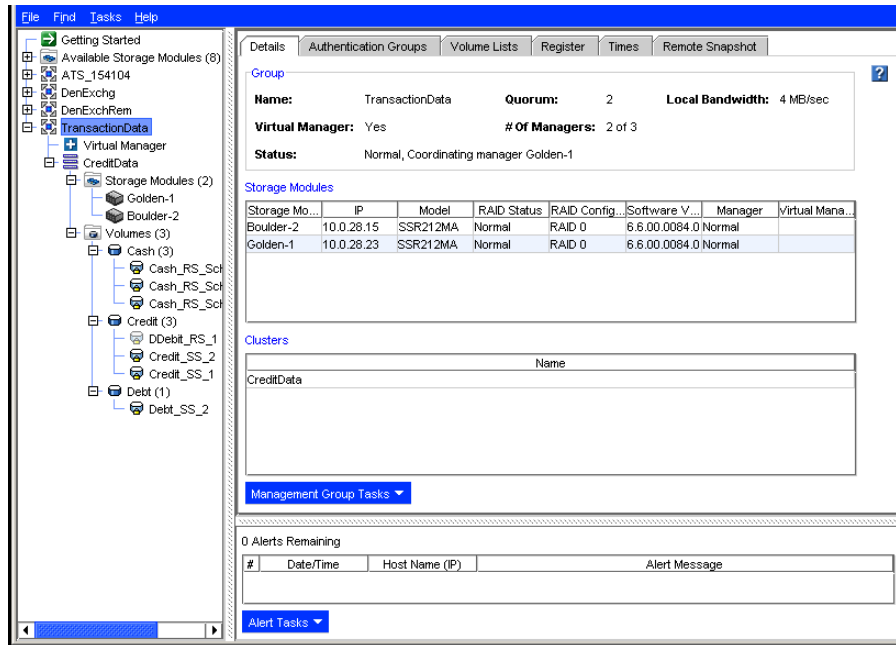 File Find Tasks Help
Getting Started
Available Storage Modules (8)
ATS_154104
DenExchg
DenExchRem
TransactionData
Virtual Manager
CreditData
Storage Modules (2)
Golden-1
Boulder-2
Volumes (3)
Cash (3)
Cash_RS_Sch
Cash_RS_Sch
Cash_RS_Sch
Credit (3)
DDebit_RS_1
Credit_SS_2
Credit_SS_1
Debt (1)
Debt_SS_2
Details Authentication Groups Volume Lists Register Times Remote Snapshot
Group
Name: TransactionData Quorum: 2 Local Bandwidth: 4 MB/sec
Virtual Manager: Yes # Of Managers: 2 of 3
Status: Normal, Coordinating manager Golden-1
Storage Modules
Storage Mo... IP Model RAID Status RAID Config... Software V... Manager Virtual Mana...
Boulder-2 10.0.28.15 SSR212MA Normal RAID 0 6.6.00.0084.0 Normal
Golden-1 10.0.28.23 SSR212MA Normal RAID 0 6.6.00.0084.0 Normal
Clusters
Name
CreditData
Management Group Tasks
0 Alerts Remaining
# Date/Time Host Name (IP) Alert Message
Alert Tasks